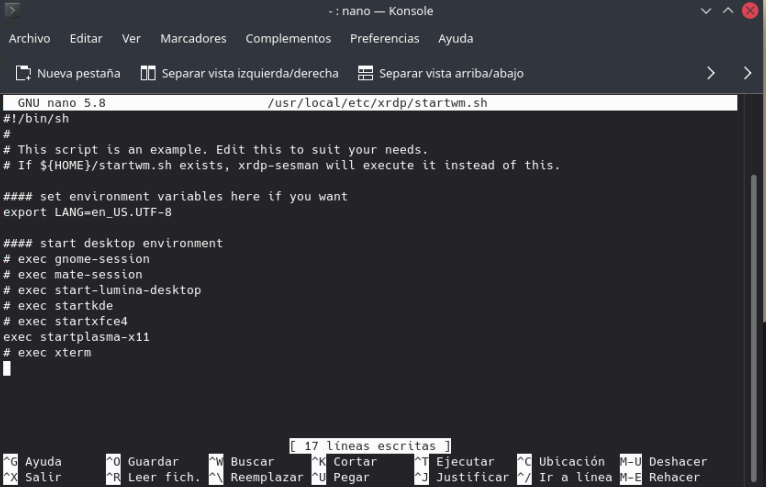 - : nano — Konsole
Archivo Editar Ver Marcadores Complementos Preferencias Ayuda
Nueva pestaña Separar vista izquierda/derecha Separar vista arriba/abajo
GNU nano 5.8 /usr/local/etc/xrdp/startwm.sh
#!/bin/sh
#
# This script is an example. Edit this to suit your needs.
# If ${HOME}/startwm.sh exists, xrdp-sesman will execute it instead of this.
#### set environment variables here if you want
export LANG=en_US.UTF-8
#### start desktop environment
# exec gnome-session
# exec mate-session
# exec start-lumina-desktop
# exec startkde
# exec startxfce4
exec startplasma-x11
# exec xterm
[ 17 líneas escritas ]
^G Ayuda ^O Guardar ^W Buscar ^K Cortar ^T Ejecutar ^C Ubicación M-U Deshacer
^X Salir ^R Leer fich. ^\ Reemplazar ^U Pegar ^J Justificar ^/ Ir a línea M-E Rehacer